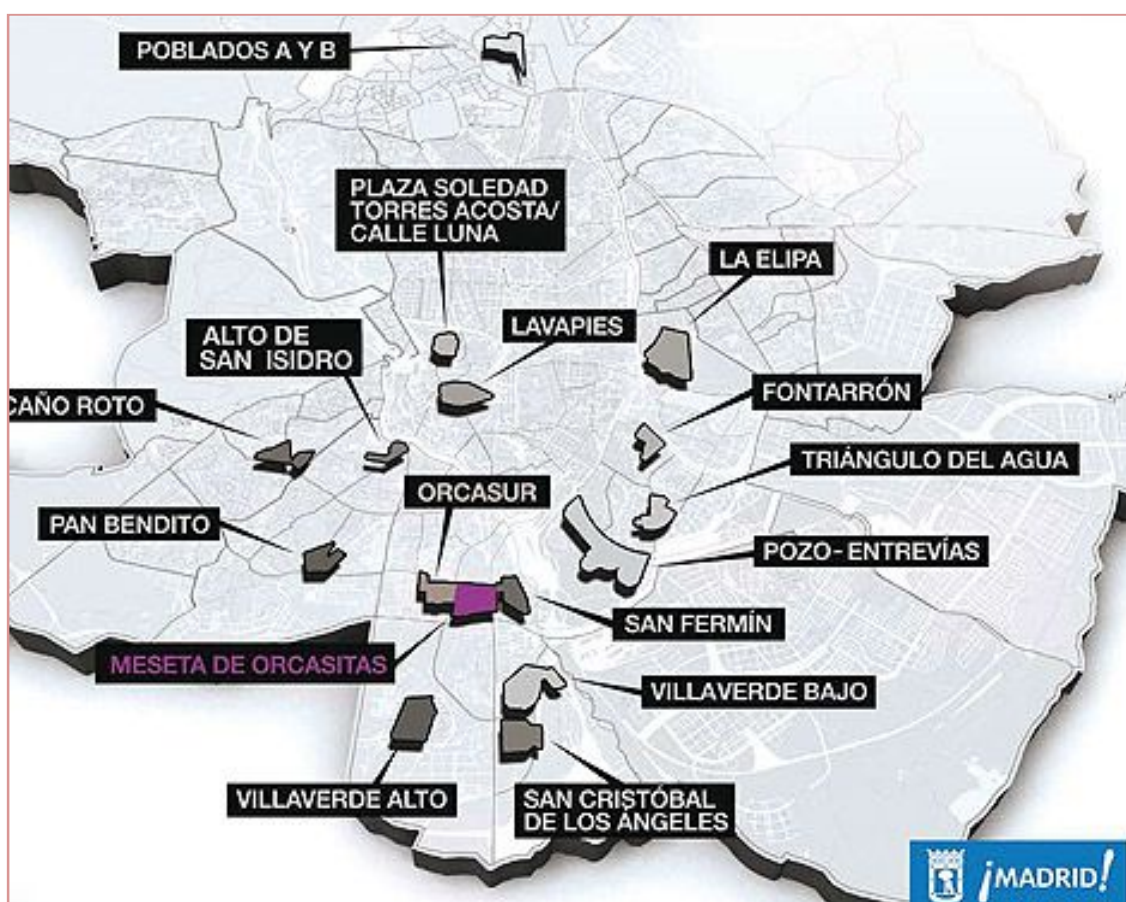 POBLADOS A Y B
PLAZA SOLEDAD
TORRES ACOSTA/
CALLE LUNA
LA ELIPA
LAVAPIES
ALTO DE
SAN ISIDRO
FONTARRÓN
CAÑO ROTO
TRIÁNGULO DEL AGUA
ORCASUR
PAN BENDITO
POZO-ENTREVÍAS
SAN FERMÍN
MESETA DE ORCASITAS
VILLAVERDE BAJO
VILLAVERDE ALTO
SAN CRISTÓBAL
DE LOS ÁNGELES
¡MADRID!